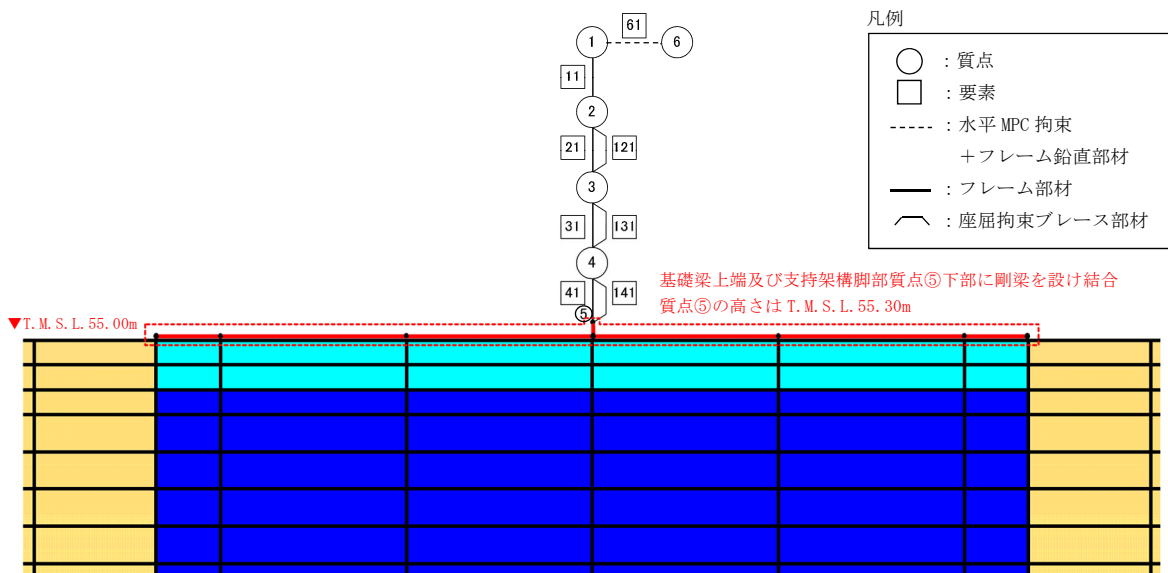 61
1
6
11
2
21
121
3
31
131
4
41
141
⑤
凡例
：質点
：要素
：水平 MPC 拘束
＋フレーム鉛直部材
：フレーム部材
：座屈拘束ブレース部材
基礎梁上端及び支持架構脚部質点⑤下部に剛梁を設け結合
質点⑤の高さは T.M.S.L.55.30m
▼T.M.S.L.55.00m